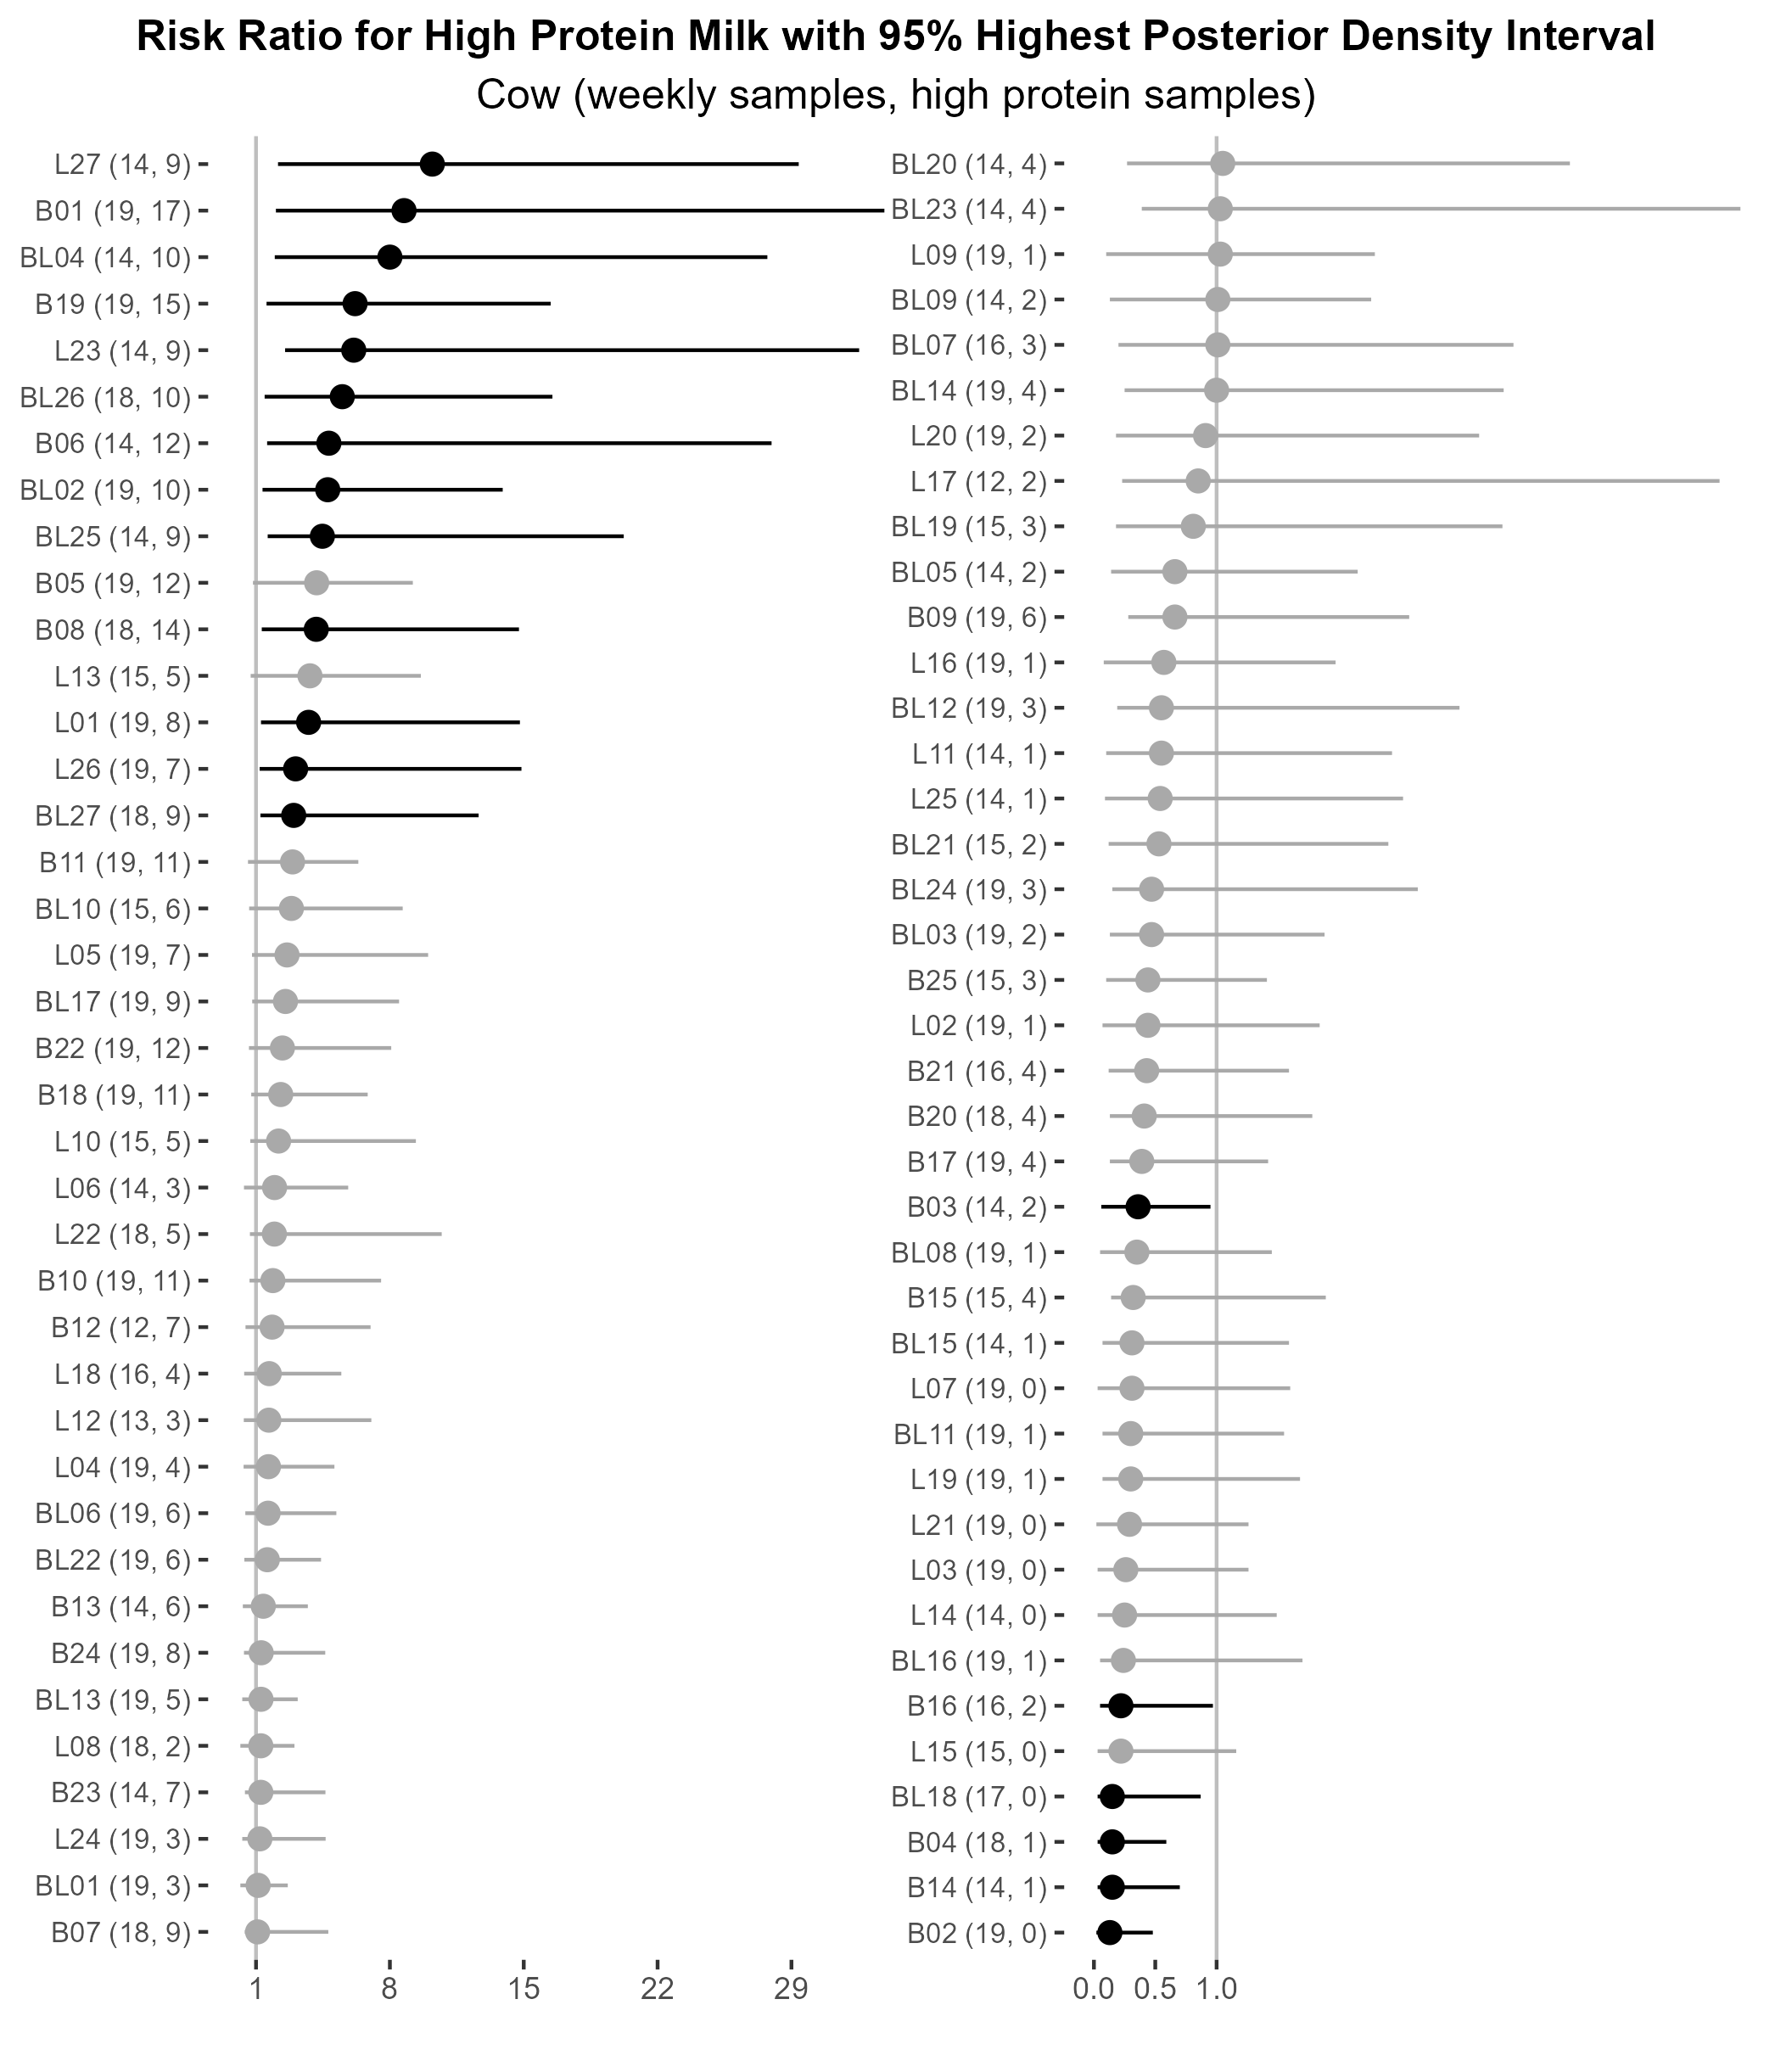 Risk Ratio for High Protein Milk with 95% Highest Posterior Density Interval
Cow (weekly samples, high protein samples)
L27 (14, 9)
B01 (19, 17)
BL04 (14, 10)
B19 (19, 15)
L23 (14, 9)
BL26 (18, 10)
B06 (14, 12)
BL02 (19, 10)
BL25 (14, 9)
B05 (19, 12)
B08 (18, 14)
L13 (15, 5)
L01 (19, 8)
L26 (19, 7)
BL27 (18, 9)
B11 (19, 11)
BL10 (15, 6)
L05 (19, 7)
BL17 (19, 9)
B22 (19, 12)
B18 (19, 11)
L10 (15, 5)
L06 (14, 3)
L22 (18, 5)
B10 (19, 11)
B12 (12, 7)
L18 (16, 4)
L12 (13, 3)
L04 (19, 4)
BL06 (19, 6)
BL22 (19, 6)
B13 (14, 6)
B24 (19, 8)
BL13 (19, 5)
L08 (18, 2)
B23 (14, 7)
L24 (19, 3)
BL01 (19, 3)
B07 (18, 9)
1 8 15 22 29
BL20 (14, 4)
BL23 (14, 4)
L09 (19, 1)
BL09 (14, 2)
BL07 (16, 3)
BL14 (19, 4)
L20 (19, 2)
L17 (12, 2)
BL19 (15, 3)
BL05 (14, 2)
B09 (19, 6)
L16 (19, 1)
BL12 (19, 3)
L11 (14, 1)
L25 (14, 1)
BL21 (15, 2)
BL24 (19, 3)
BL03 (19, 2)
B25 (15, 3)
L02 (19, 1)
B21 (16, 4)
B20 (18, 4)
B17 (19, 4)
B03 (14, 2)
BL08 (19, 1)
B15 (15, 4)
BL15 (14, 1)
L07 (19, 0)
BL11 (19, 1)
L19 (19, 1)
L21 (19, 0)
L03 (19, 0)
L14 (14, 0)
BL16 (19, 1)
B16 (16, 2)
L15 (15, 0)
BL18 (17, 0)
B04 (18, 1)
B14 (14, 1)
B02 (19, 0)
0.0 0.5 1.0